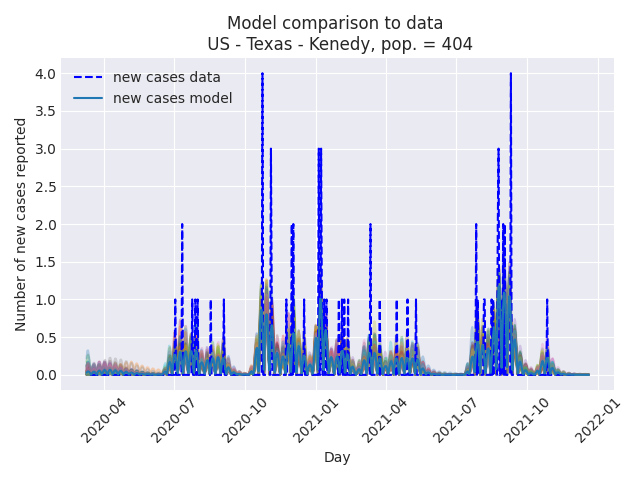 Model comparison to data
US - Texas - Kenedy, pop. = 404
new cases data
new cases model
Number of new cases reported
4.0
3.5
3.0
2.5
2.0
1.5
1.0
0.5
0.0
2020-04
2020-07
2020-10
2021-01
2021-04
2021-07
2021-10
2022-01
Day